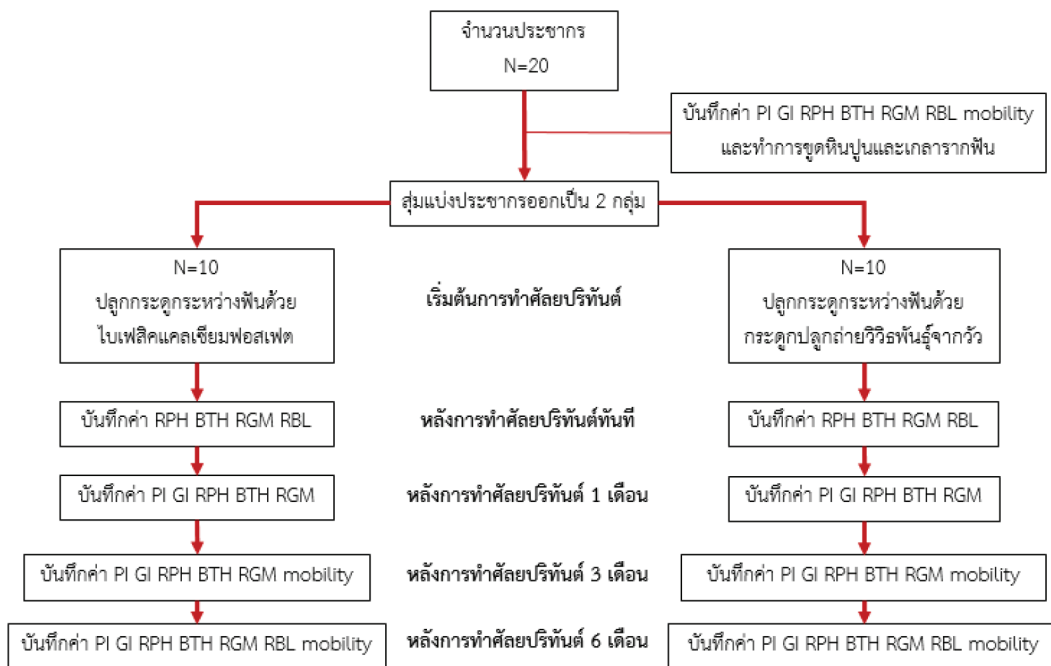 จำนวนประชากร
N=20
บันทึกค่า PI GI RPH BTH RGM RBL mobility
และทำการขูดหินปูนและเกลารากฟัน
สุ่มแบ่งประชากรออกเป็น 2 กลุ่ม
N=10
ปลูกกระดูกระหว่างฟันด้วย
ไบเฟสิคแคลเซียมฟอสเฟต
เริ่มต้นการทำศัลยปริทันต์
N=10
ปลูกกระดูกระหว่างฟันด้วย
กระดูกปลูกถ่ายวิวิธพันธุ์จากวัว
บันทึกค่า RPH BTH RGM RBL
หลังการทำศัลยปริทันต์ทันที
บันทึกค่า RPH BTH RGM RBL
บันทึกค่า PI GI RPH BTH RGM
หลังการทำศัลยปริทันต์ 1 เดือน
บันทึกค่า PI GI RPH BTH RGM
บันทึกค่า PI GI RPH BTH RGM mobility
หลังการทำศัลยปริทันต์ 3 เดือน
บันทึกค่า PI GI RPH BTH RGM mobility
บันทึกค่า PI GI RPH BTH RGM RBL mobility
หลังการทำศัลยปริทันต์ 6 เดือน
บันทึกค่า PI GI RPH BTH RGM RBL mobility